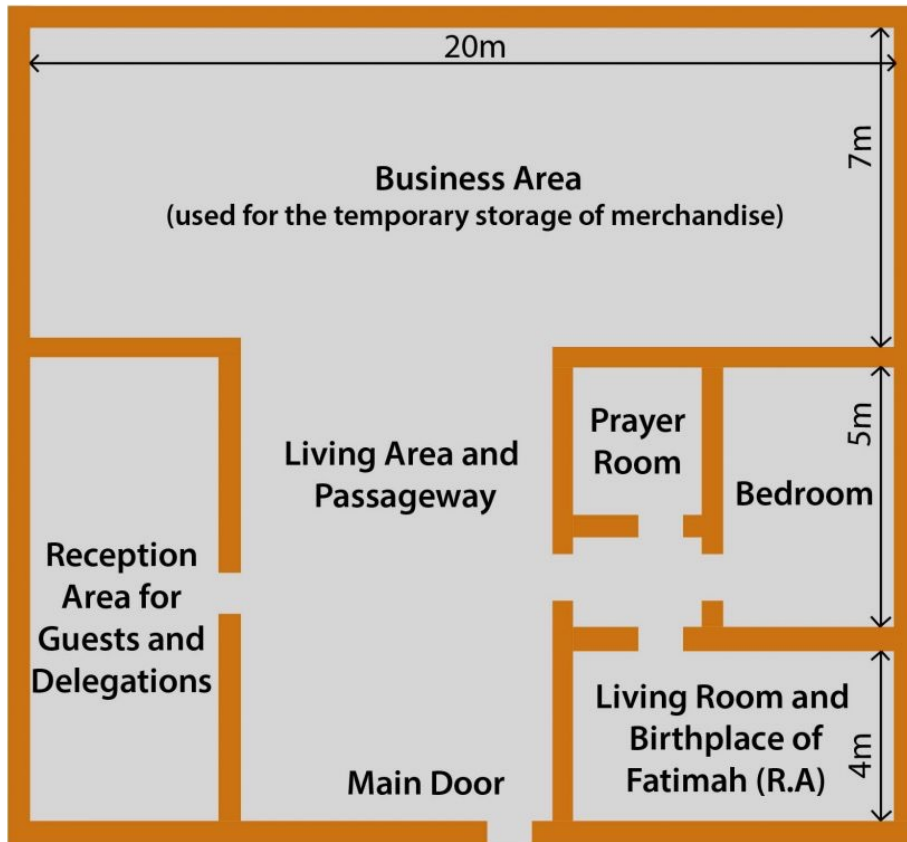 20m
7m
Business Area
(used for the temporary storage of merchandise)
Living Area and
Passageway
Prayer
Room
5m
Bedroom
Reception
Area for
Guests and
Delegations
Living Room and
Birthplace of
Fatimah (R.A)
4m
Main Door